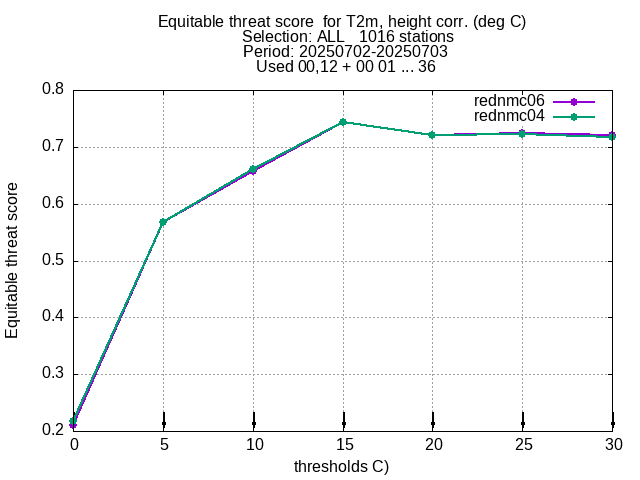 Equitable threat score  for T2m, height corr. (deg C)
Selection: ALL   1016 stations
Period: 20250702-20250703
Used 00,12 + 00 01 ... 36
rednmc06
rednmc04
Equitable threat score
0.8
0.7
0.6
0.5
0.4
0.3
0.2
0 5 10 15 20 25 30
thresholds C)